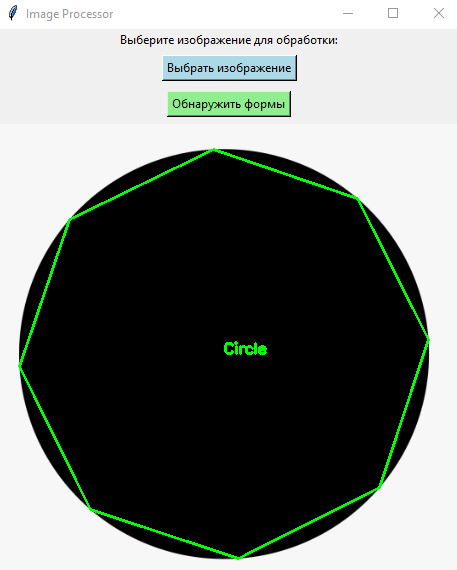 Image Processor
Выберите изображение для обработки:
Выбрать изображение
Обнаружить формы
Circle